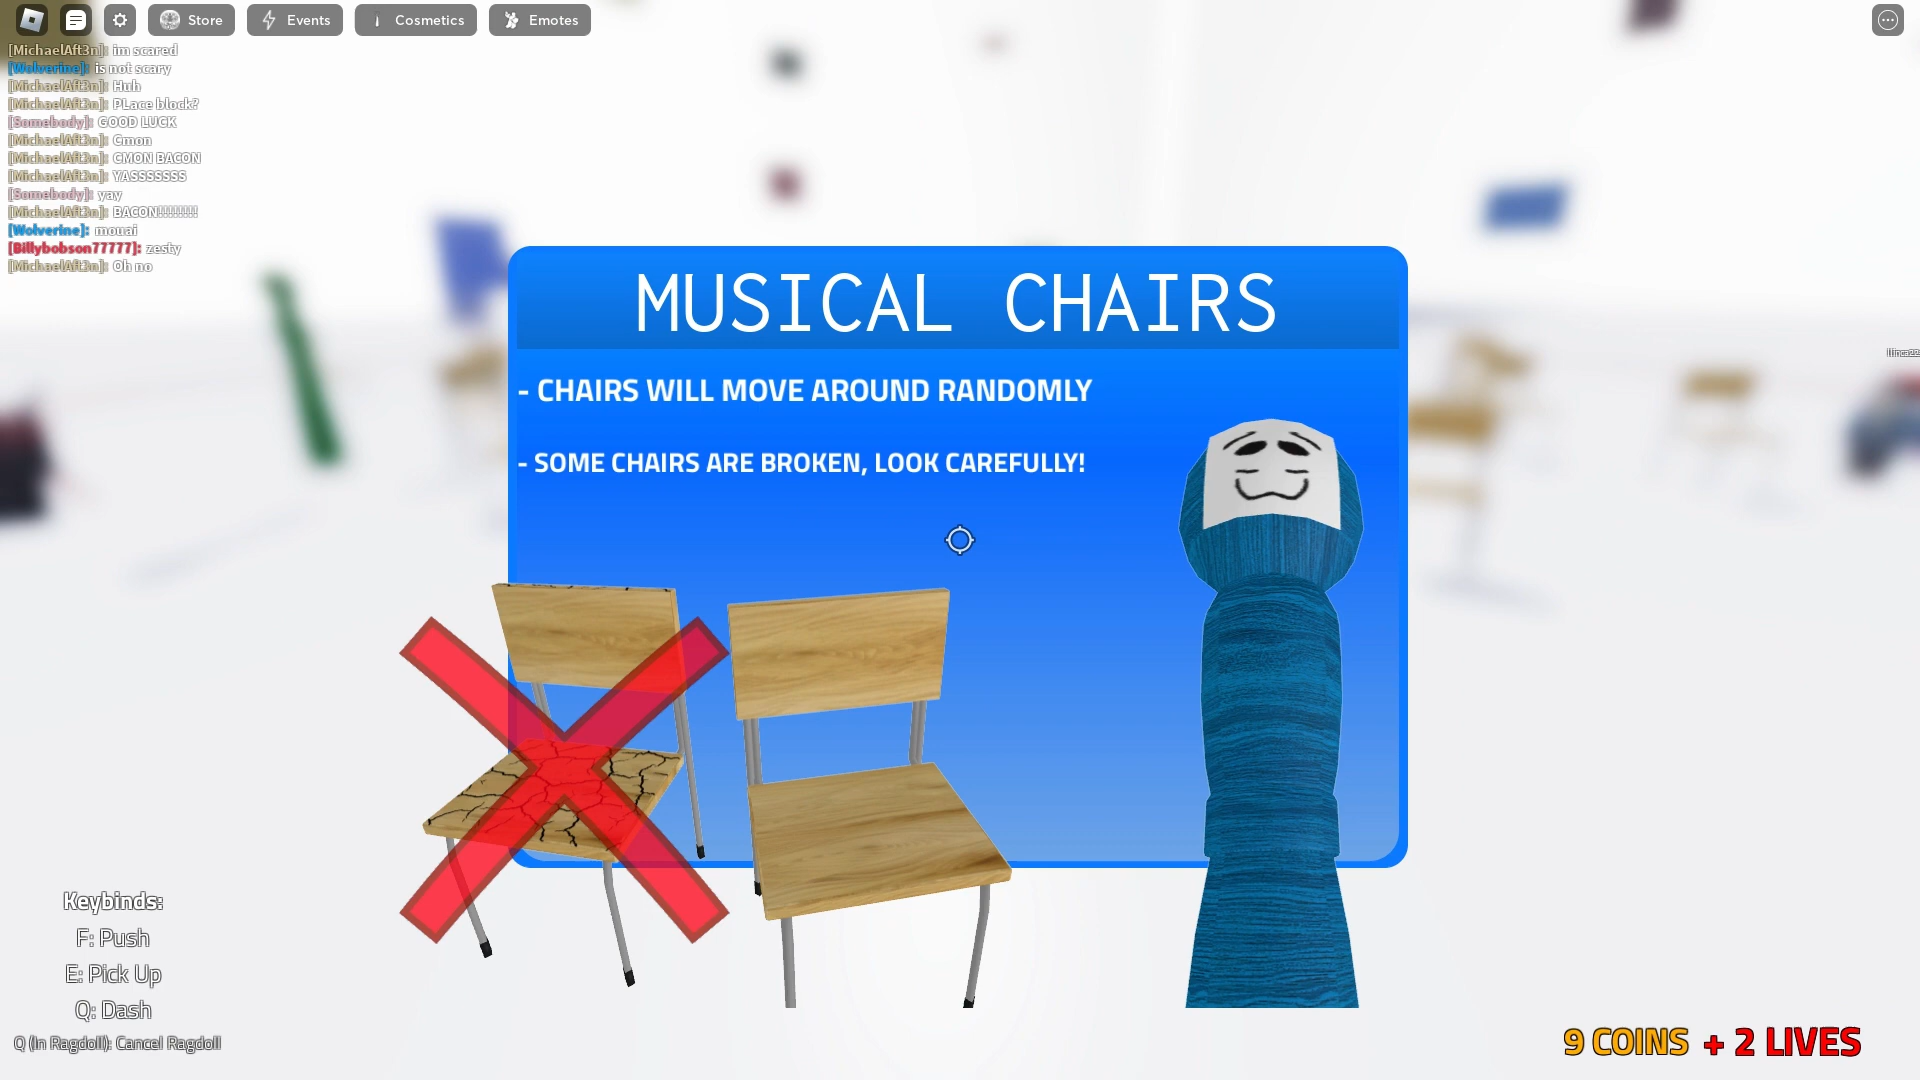 Store
Events
Cosmetics
Emotes
[MichaelAft3n]: im scared
[Wolverine]: is not scary
[MichaelAft3n]: Huh
[MichaelAft3n]: PLace block?
[Somebody]: GOOD LUCK
[MichaelAft3n]: Cmon
[MichaelAft3n]: CMON BACON
[MichaelAft3n]: YASSSSSSS
[Somebody]: yay
[MichaelAft3n]: BACON!!!!!!!!
[Wolverine]: mouai
[Billybobson77777]: zesty
[MichaelAft3n]: Oh no
MUSICAL CHAIRS
- CHAIRS WILL MOVE AROUND RANDOMLY
- SOME CHAIRS ARE BROKEN, LOOK CAREFULLY!
Keybinds:
F: Push
E: Pick Up
Q: Dash
Q (In Ragdoll): Cancel Ragdoll
9 COINS + 2 LIVES